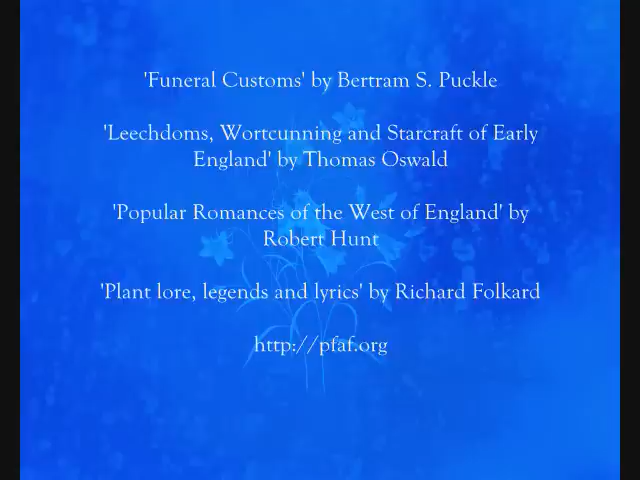 'Funeral Customs' by Bertram S. Puckle
'Leechdoms, Wortcunning and Starcraft of Early
England' by Thomas Oswald
'Popular Romances of the West of England' by
Robert Hunt
'Plant lore, legends and lyrics' by Richard Folkard
http://pfaf.org